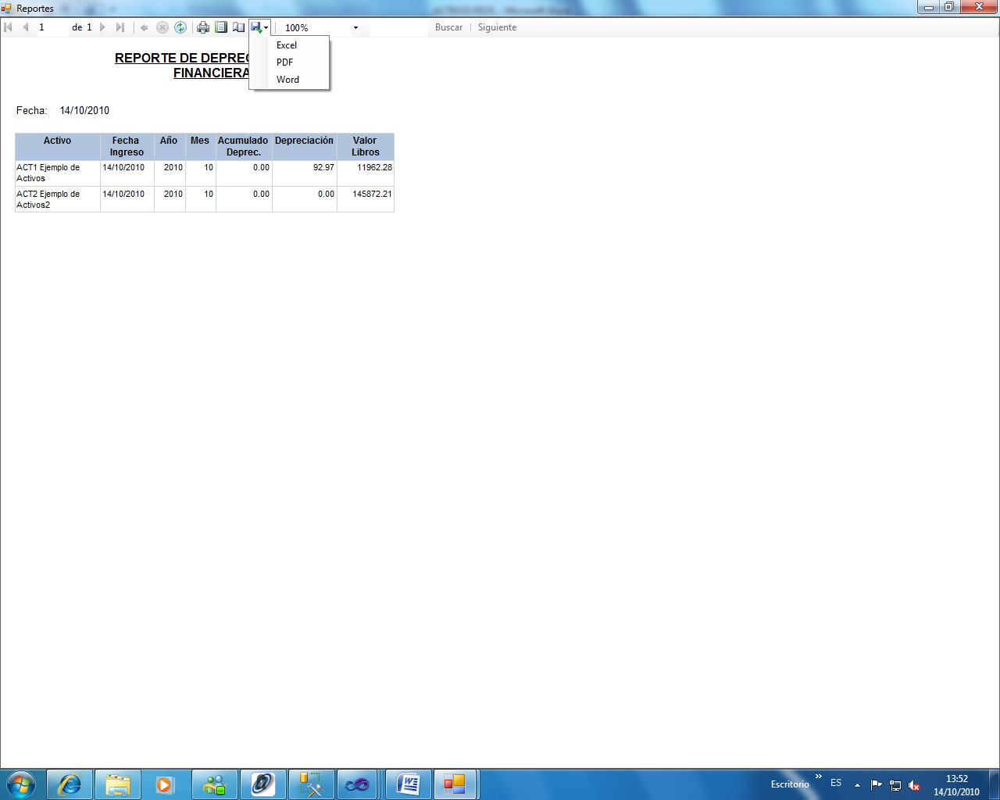 Reportes
1 de 1 100% Buscar Siguiente
Excel
PDF
Word
REPORTE DE
FINANCIERA
Fecha: 14/10/2010
Activo Fecha Ingreso Año Mes Acumulado Deprec. Depreciación Valor Libros
ACT1 Ejemplo de Activos 14/10/2010 2010 10 0.00 92.97 11962.28
ACT2 Ejemplo de Activos2 14/10/2010 2010 10 0.00 0.00 145872.21
Escritorio ES 13:52
14/10/2010